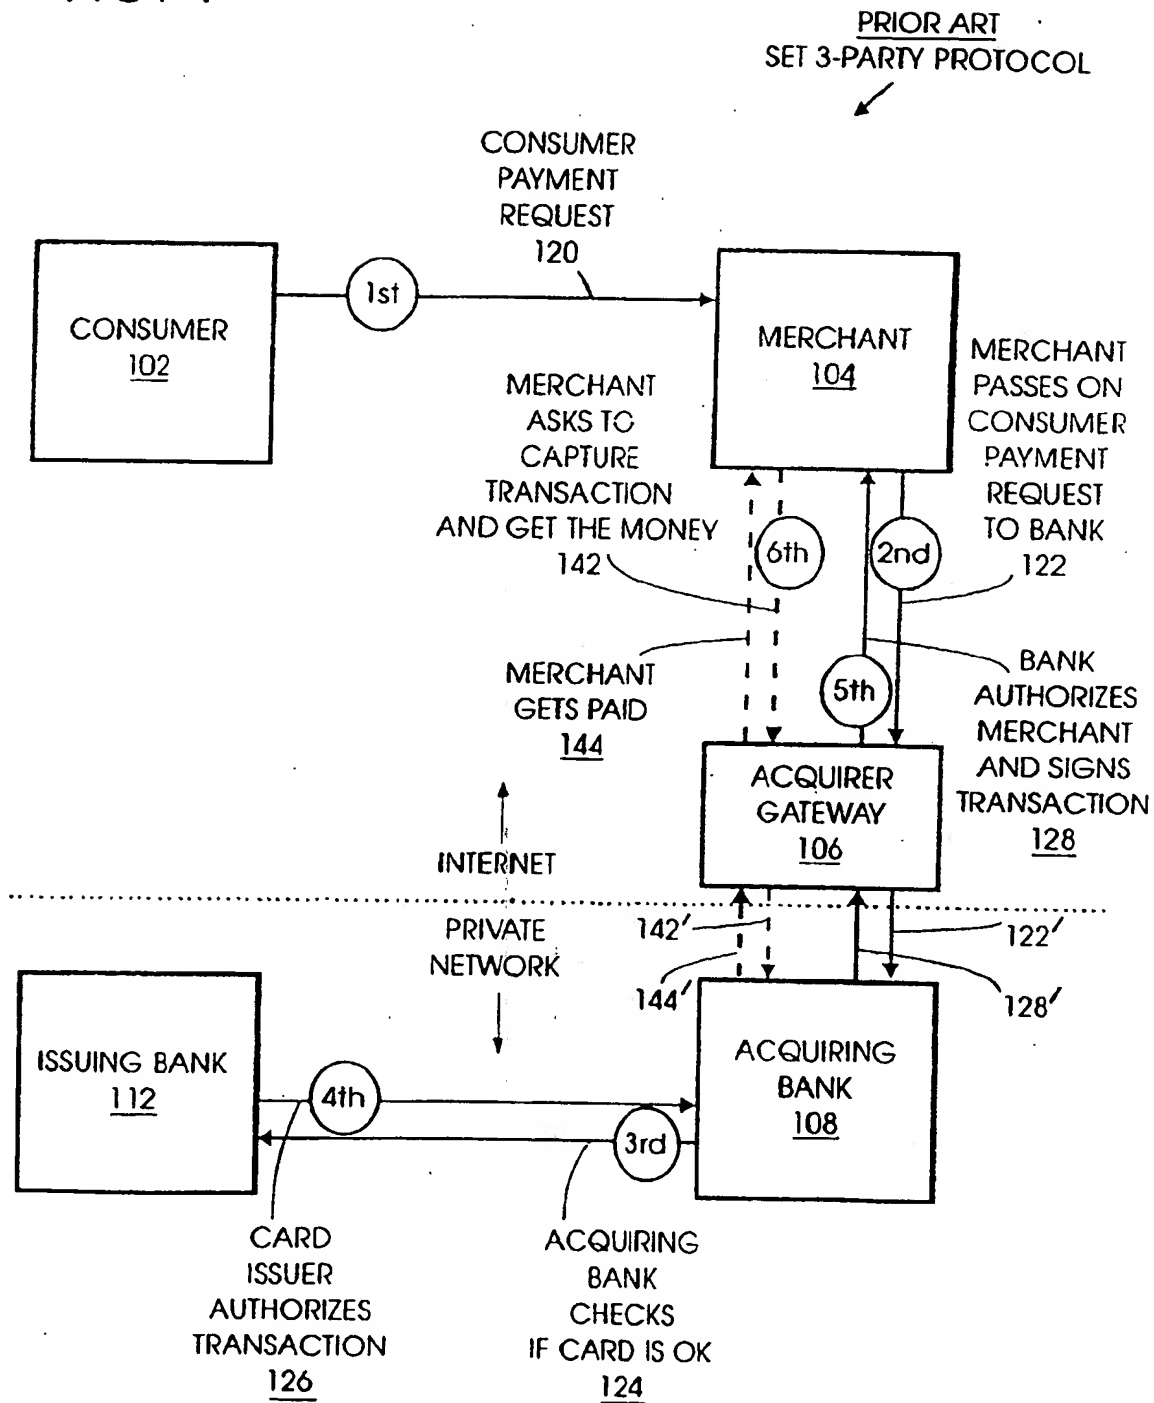 PRIOR ART
SET 3-PARTY PROTOCOL
CONSUMER
PAYMENT
REQUEST
120
1st
CONSUMER
102
MERCHANT
104
MERCHANT
PASSES ON
CONSUMER
PAYMENT
REQUEST
TO BANK
122
MERCHANT
ASKS TO
CAPTURE
TRANSACTION
AND GET THE MONEY
142
6th
2nd
MERCHANT
GETS PAID
144
5th
BANK
AUTHORIZES
MERCHANT
AND SIGNS
TRANSACTION
128
ACQUIRER
GATEWAY
106
INTERNET
PRIVATE
NETWORK
142′
144′
122′
128′
ISSUING BANK
112
4th
3rd
ACQUIRING
BANK
108
CARD
ISSUER
AUTHORIZES
TRANSACTION
126
ACQUIRING
BANK
CHECKS
IF CARD IS OK
124